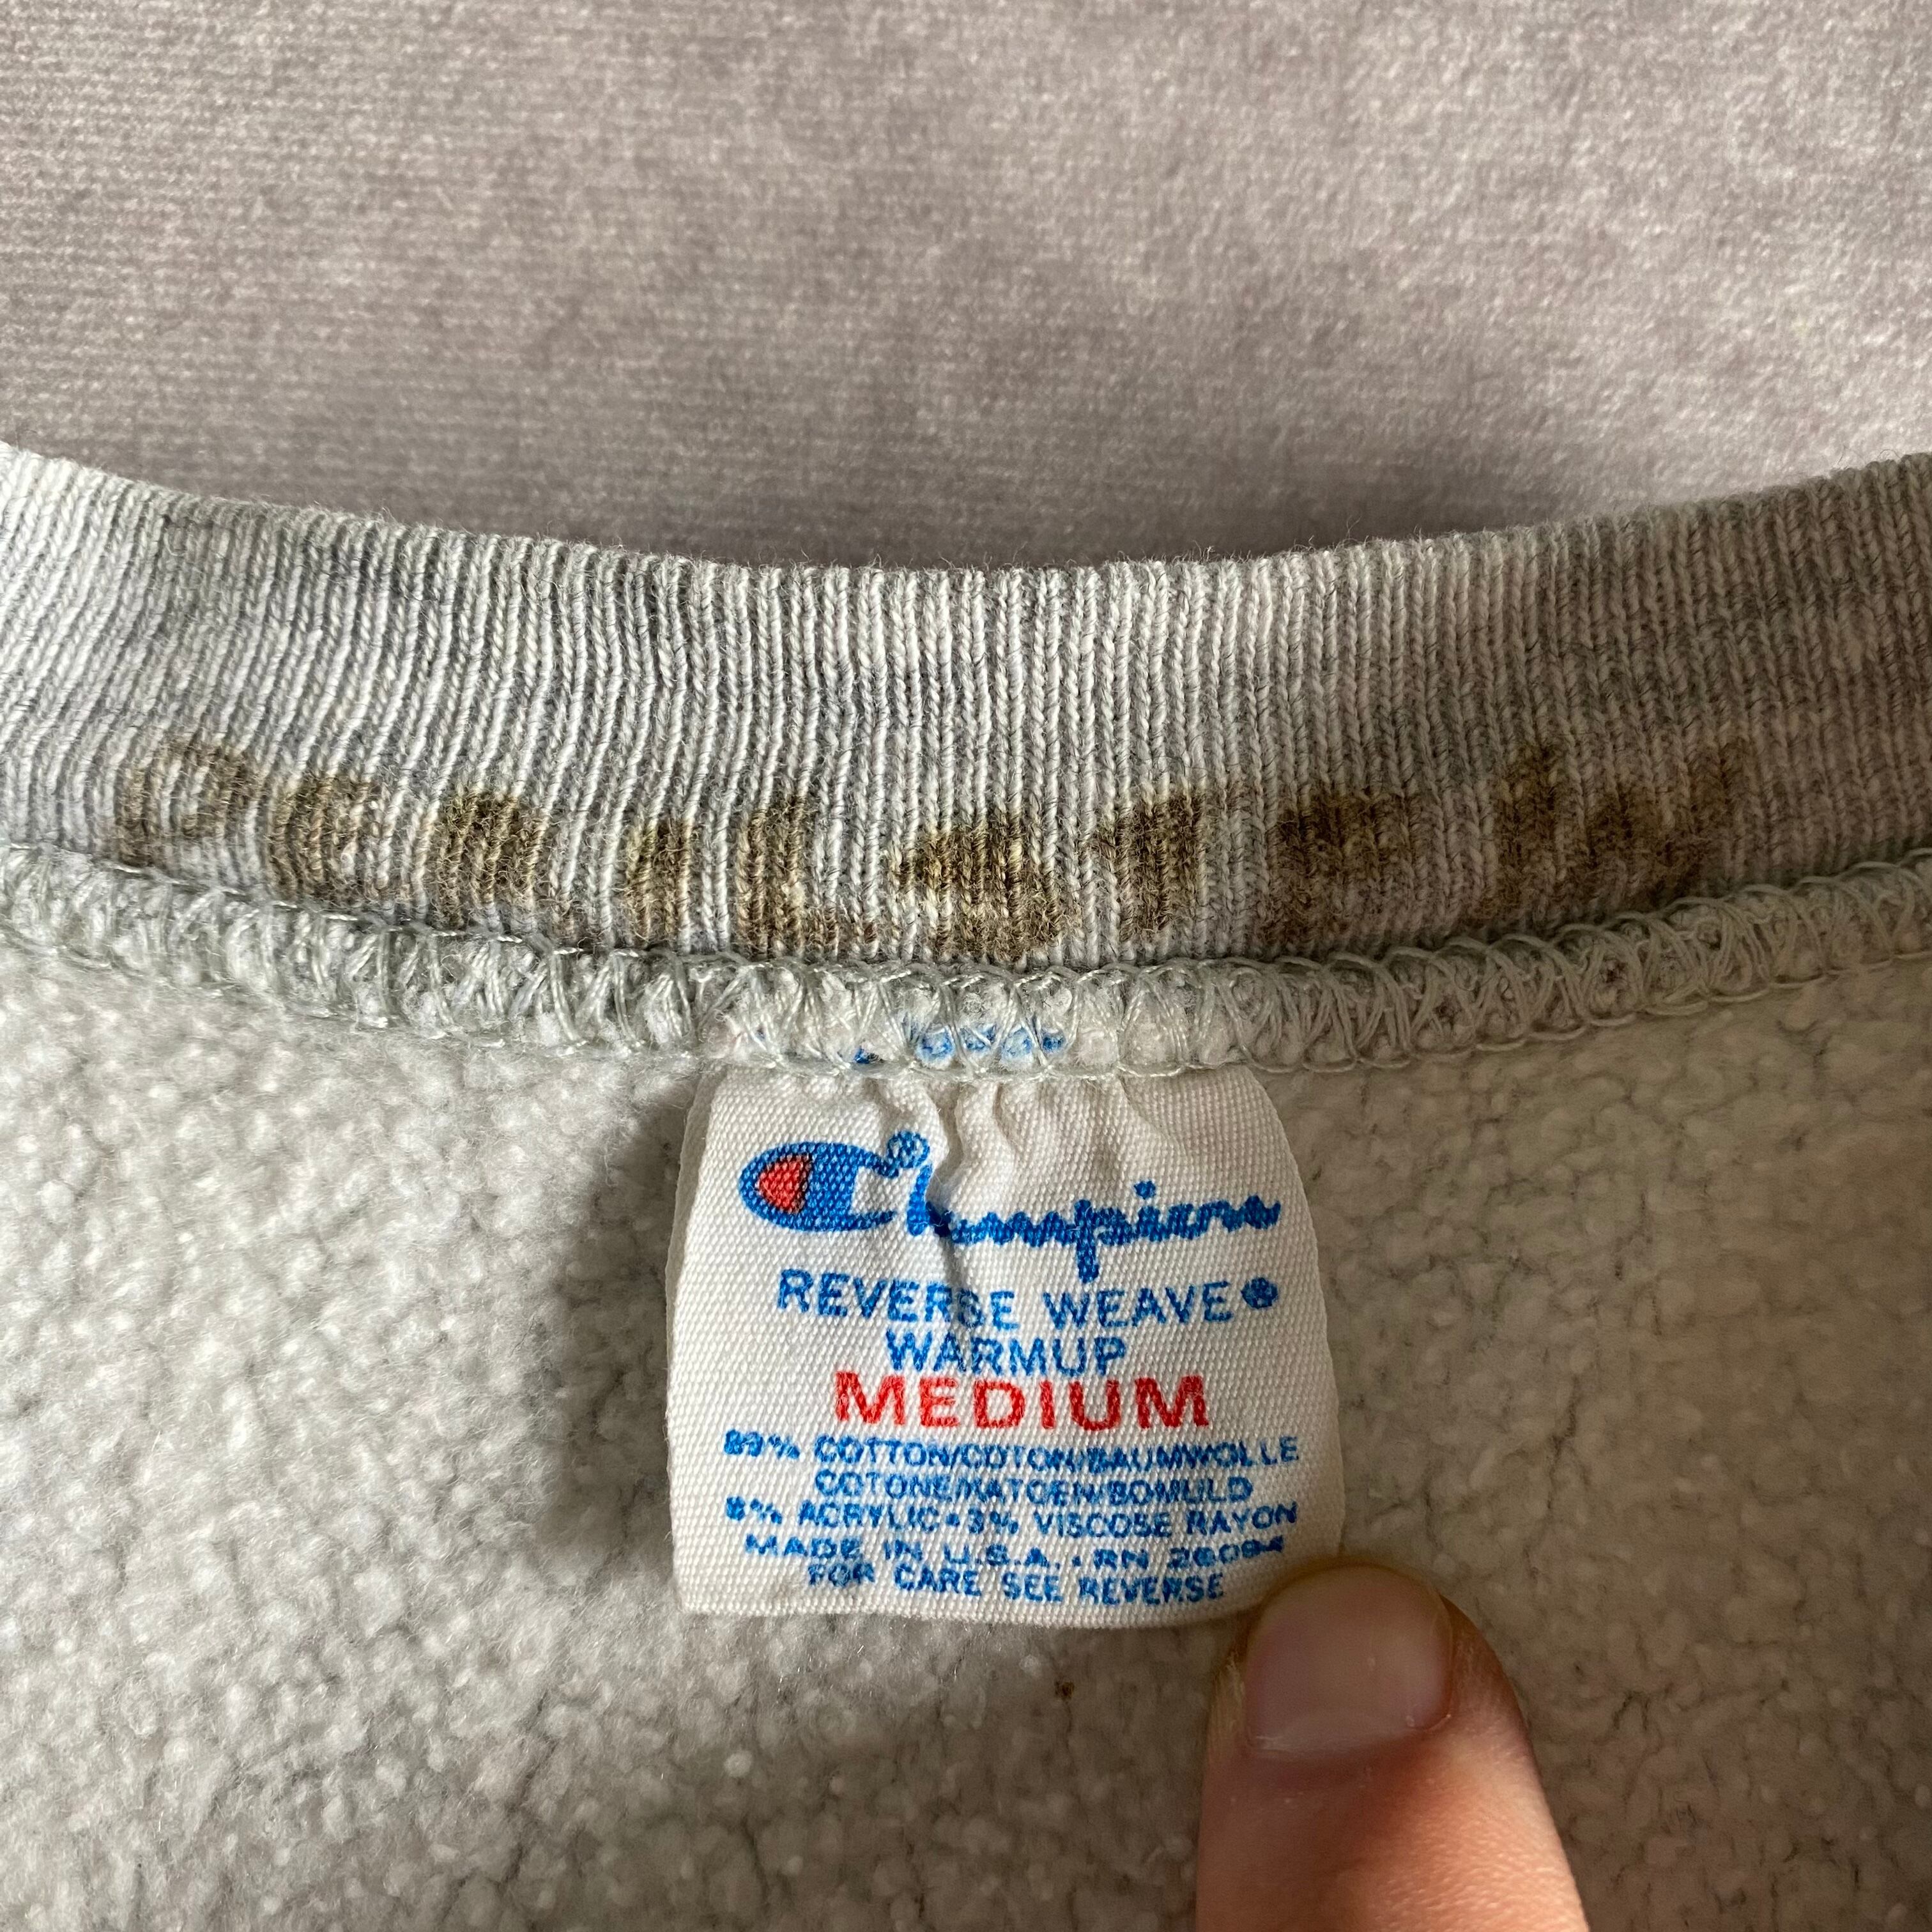 Champion
REVERSE WEAVE®
WARMUP
MEDIUM
89% COTTON/COTON/BAUMWOLLE
COTONE/KATOEN/BOMULD
8% ACRYLIC • 3% VISCOSE RAYON
MADE IN U.S.A. • RN 26094
FOR CARE SEE REVERSE